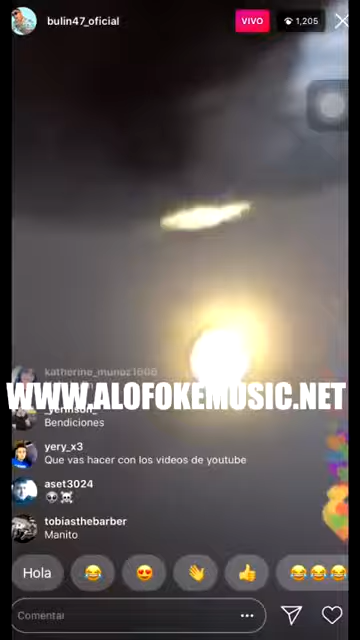 bulin47_oficial
VIVO
1,205
katherine_munoz1606
WWW.ALOFOKEMUSIC.NET
Bendiciones
yery_x3
Que vas hacer con los videos de youtube
aset3024
👽☠️
tobiasthebarber
Manito
Hola 😂 😍 👋 👍 😂😂😂
Comentar